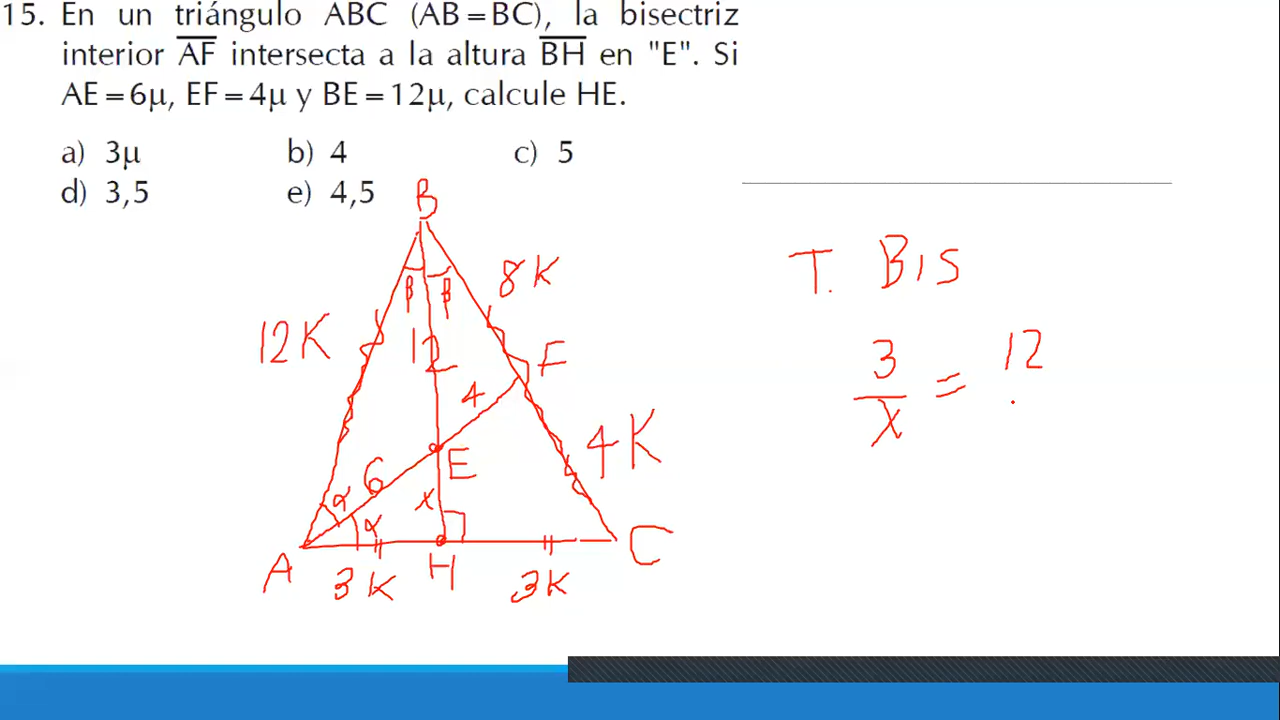 15. En un triángulo ABC (AB=BC), la bisectriz
interior AF intersecta a la altura BH en "E". Si
AE=6μ, EF=4μ y BE=12μ, calcule HE.
a) 3μ b) 4 c) 5
d) 3,5 e) 4,5
B
β β
8K
12K
12
F
4
E
6
4K
α
x
α
A
H
C
3K
3K
T. BIS
3/x = 12